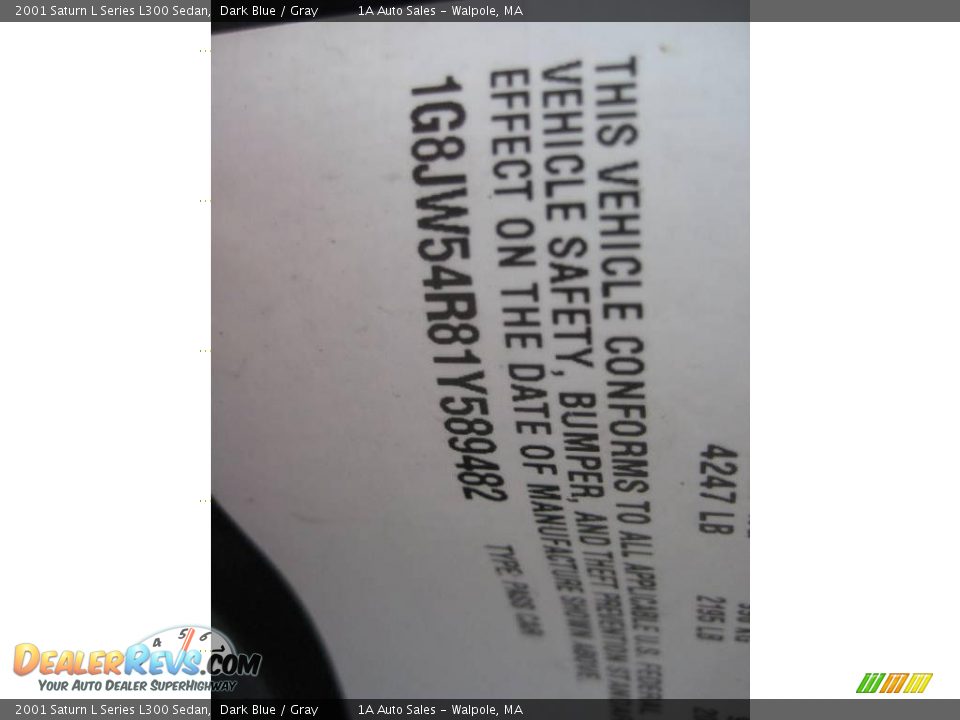 2001 Saturn L Series L300 Sedan, Dark Blue / Gray 1A Auto Sales - Walpole, MA
4247 LB
2195 LB
THIS VEHICLE CONFORMS TO ALL APPLICABLE U.S. FEDERAL
VEHICLE SAFETY, BUMPER, AND THEFT PREVENTION
EFFECT ON THE DATE OF MANUFACTURE SHOWN ABOVE.
1G8JW54R81Y589482
TYPE: PASS CAR
4 5 6
DEALERREVS.COM
YOUR AUTO DEALER SUPERHIGHWAY
2001 Saturn L Series L300 Sedan, Dark Blue / Gray 1A Auto Sales - Walpole, MA